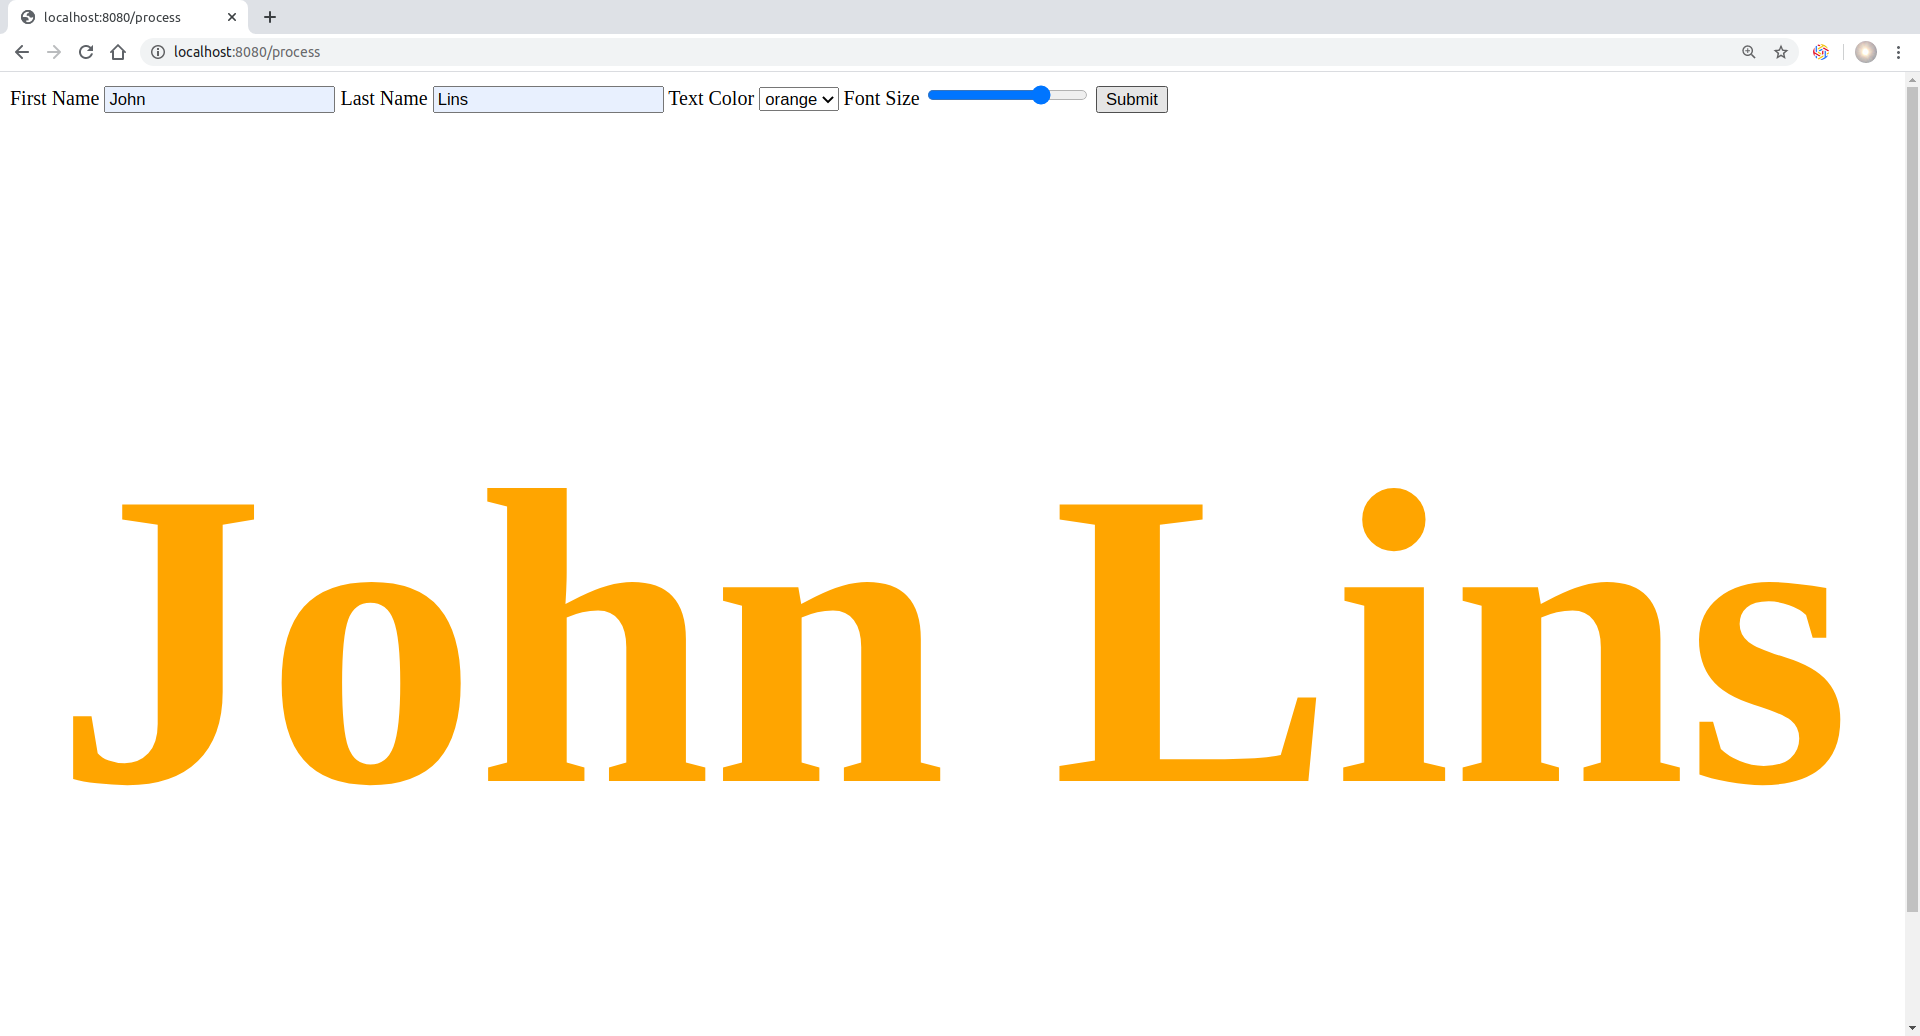 localhost:8080/process
localhost:8080/process
First Name John Last Name Lins Text Color orange Font Size Submit
John Lins